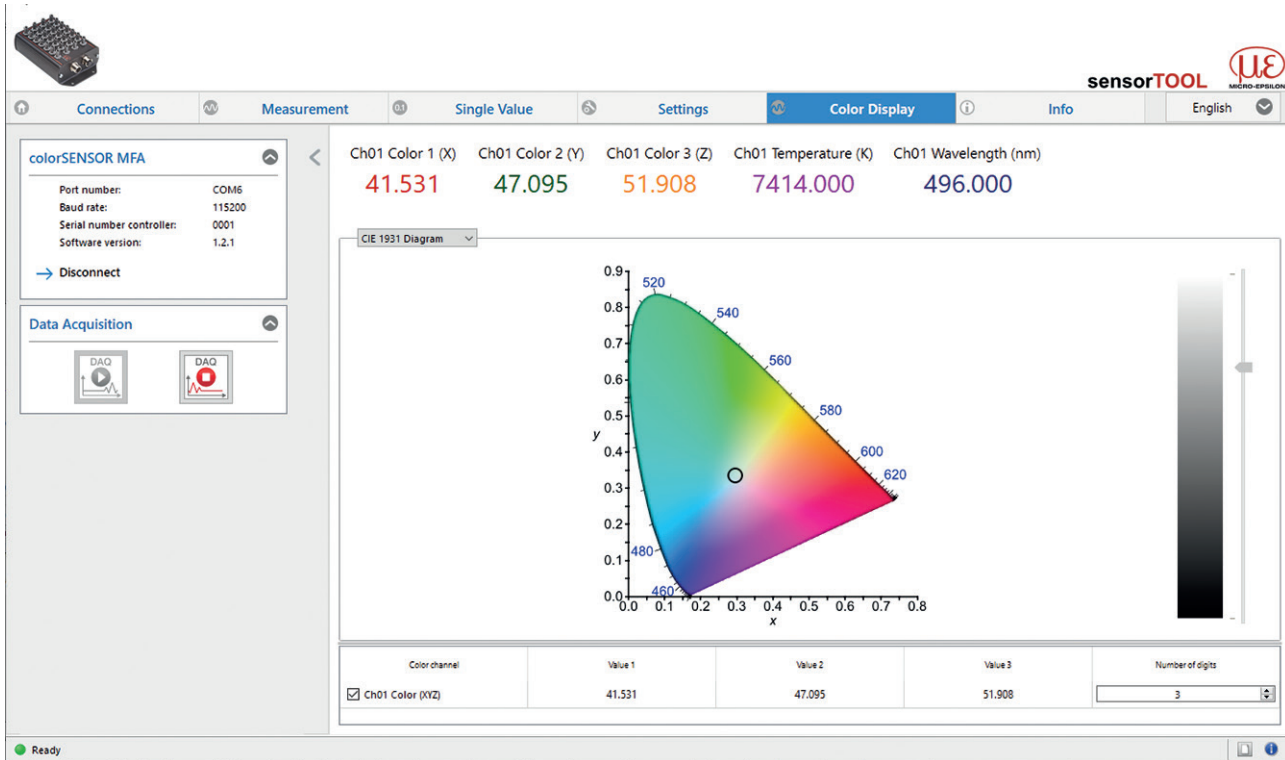 sensorTOOL
με
MICRO-EPSILON
Connections
Measurement
0.1
Single Value
Settings
Color Display
Info
English
colorSENSOR MFA
Port number: COM6
Baud rate: 115200
Serial number controller: 0001
Software version: 1.2.1
Disconnect
Data Acquisition
DAQ DAQ
Ch01 Color 1 (X) Ch01 Color 2 (Y) Ch01 Color 3 (Z) Ch01 Temperature (K) Ch01 Wavelength (nm)
41.531 47.095 51.908 7414.000 496.000
CIE 1931 Diagram
0.9
520
0.8
540
0.7
560
0.6
0.5
580
y
0.4
600
620
0.3
0.2
480
0.1
460
0.0
0.0 0.1 0.2 0.3 0.4 0.5 0.6 0.7 0.8
x
Color channel Value 1 Value 2 Value 3 Number of digits
Ch01 Color (XYZ) 41.531 47.095 51.908 3
Ready